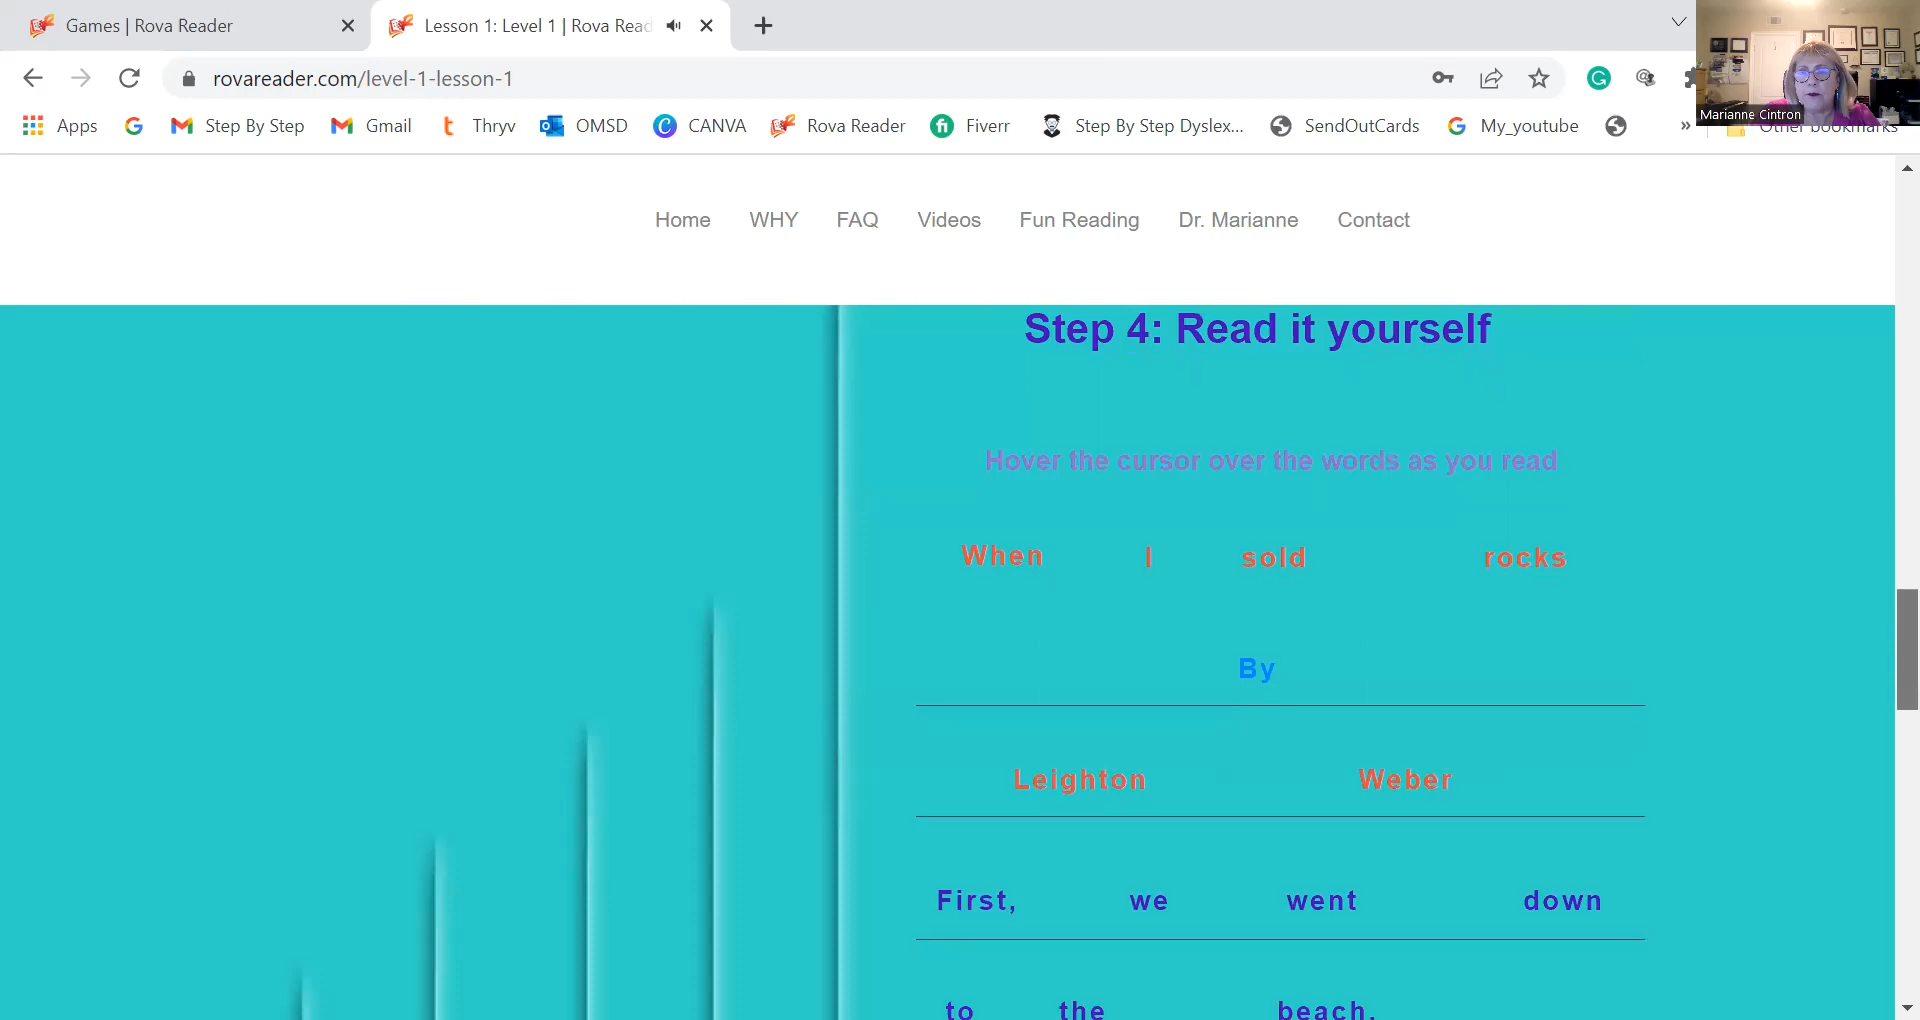 Games | Rova Reader
Lesson 1: Level 1 | Rova Read
rovareader.com/level-1-lesson-1
Apps
Step By Step
Gmail
Thryv
OMSD
CANVA
Rova Reader
Fiverr
Step By Step Dyslex...
SendOutCards
My_youtube
»
Other bookmarks
Marianne Cintron
Home WHY FAQ Videos Fun Reading Dr. Marianne Contact
Step 4: Read it yourself
Hover the cursor over the words as you read
When I sold rocks
By
Leighton Weber
First, we went down
to the beach.